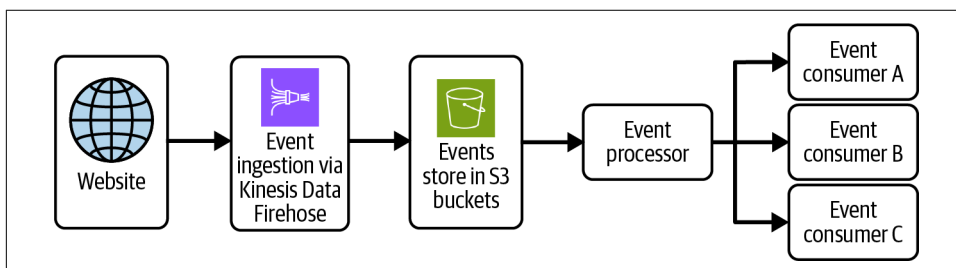 Website
Event
ingestion via
Kinesis Data
Firehose
Events
store in S3
buckets
Event
processor
Event
consumer A
Event
consumer B
Event
consumer C